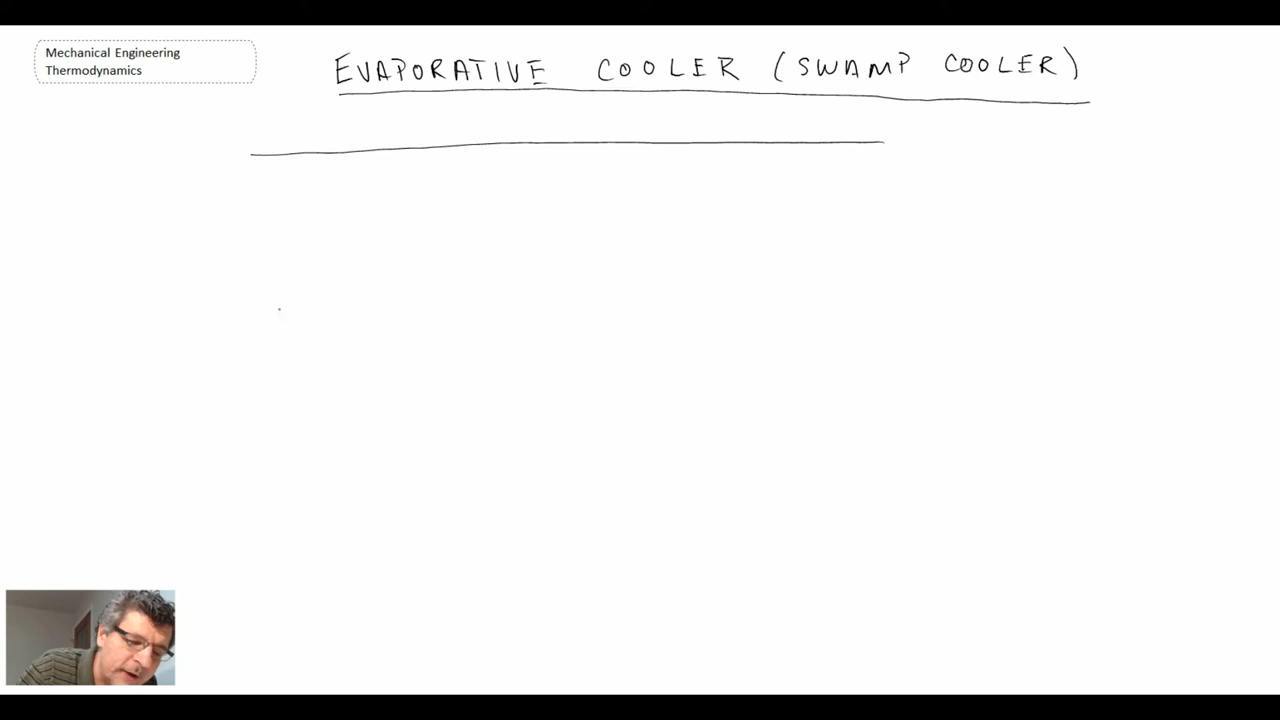 Mechanical Engineering
Thermodynamics
EVAPORATIVE COOLER (SWAMP COOLER)